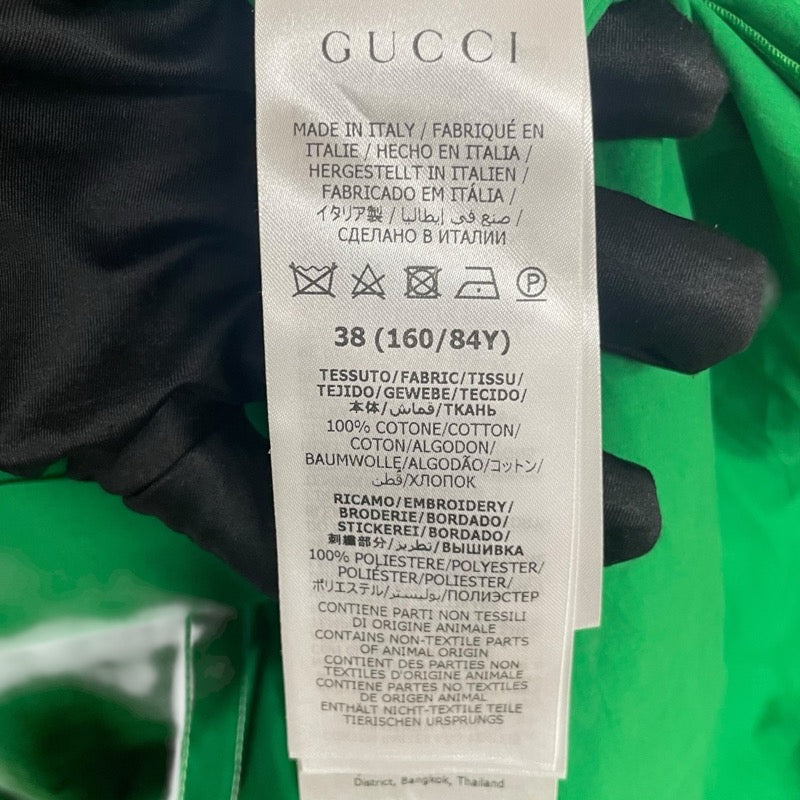 GUCCI
MADE IN ITALY / FABRIQUÉ EN
ITALIE / HECHO EN ITALIA /
HERGESTELLT IN ITALIEN /
FABRICADO EM ITÁLIA /
イタリア製 / صنع في إيطاليا /
СДЕЛАНО В ИТАЛИИ
P
38 (160/84Y)
TESSUTO/FABRIC/TISSU/
TEJIDO/GEWEBE/TECIDO/
本体/قماش/ТКАНЬ
100% COTONE/COTTON/
COTON/ALGODON/
BAUMWOLLE/ALGODÃO/コットン/
قطن/ХЛОПОК
RICAMO/EMBROIDERY/
BRODERIE/BORDADO/
STICKEREI/BORDADO/
刺繍部分/تطريز/ВЫШИВКА
100% POLIESTERE/POLYESTER/
POLIÉSTER/POLIESTER/
ポリエステル/بوليستر/ПОЛИЭСТЕР
CONTIENE PARTI NON TESSILI
DI ORIGINE ANIMALE
CONTAINS NON-TEXTILE PARTS
OF ANIMAL ORIGIN
CONTIENT DES PARTIES NON
TEXTILES D'ORIGINE ANIMALE
CONTIENE PARTES NO TEXTILES
DE ORIGEN ANIMAL
ENTHÄLT NICHT-TEXTILE TEILE
TIERISCHEN URSPRUNGS
District, Bangkok, Thailand